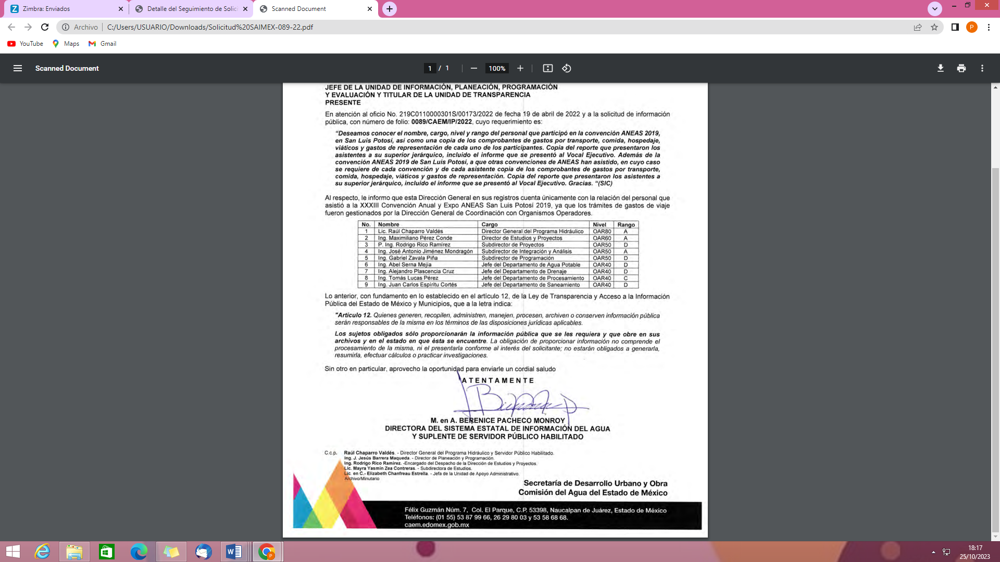 Zimbra: Enviados
Detalle del Seguimiento de Solic
Scanned Document
Archivo
C:/Users/USUARIO/Downloads/Solicitud%20SAIMEX-089-22.pdf
P
YouTube
Maps
Gmail
Scanned Document
1 / 1
100%
JEFE DE LA UNIDAD DE INFORMACIÓN, PLANEACIÓN, PROGRAMACIÓN
Y EVALUACIÓN Y TITULAR DE LA UNIDAD DE TRANSPARENCIA
PRESENTE
En atención al oficio No. 219C0110000301S/00173/2022 de fecha 19 de abril de 2022 y a la solicitud de información
pública, con número de folio: 0089/CAEM/IP/2022, cuyo requerimiento es:
“Deseamos conocer el nombre, cargo, nivel y rango del personal que participó en la convención ANEAS 2019,
en San Luis Potosí, así como una copia de los comprobantes de gastos por transporte, comida, hospedaje,
viáticos y gastos de representación de cada uno de los participantes. Copia del reporte que presentaron los
asistentes a su superior jerárquico, incluido el informe que se presentó al Vocal Ejecutivo. Además de la
convención ANEAS 2019 de San Luis Potosí, a que otras convenciones de ANEAS han asistido, en cuyo caso
se requiere de cada convención y de cada asistente copia de los comprobantes de gastos por transporte,
comida, hospedaje, viáticos y gastos de representación. Copia del reporte que presentaron los asistentes a
su superior jerárquico, incluido el informe que se presentó al Vocal Ejecutivo. Gracias. “(SIC)
Al respecto, le informo que esta Dirección General en sus registros cuenta únicamente con la relación del personal que
asistió a la XXXIII Convención Anual y Expo ANEAS San Luis Potosí 2019, ya que los trámites de gastos de viaje
fueron gestionados por la Dirección General de Coordinación con Organismos Operadores.
No. Nombre Cargo Nivel Rango
1 Lic. Raúl Chaparro Valdés Director General del Programa Hidráulico OAR80 A
2 Ing. Maximiliano Pérez Conde Director de Estudios y Proyectos OAR60 A
3 P. Ing. Rodrigo Rico Ramírez Subdirector de Proyectos OAR50 D
4 Ing. José Antonio Jiménez Mondragón Subdirector de Integración y Análisis OAR50 A
5 Ing. Gabriel Zavala Piña Subdirector de Programación OAR50 D
6 Ing. Abel Serna Mejía Jefe del Departamento de Agua Potable OAR40 D
7 Ing. Alejandro Plascencia Cruz Jefe del Departamento de Drenaje OAR40 D
8 Ing. Tomás Lucas Pérez Jefe del Departamento de Procesamiento OAR40 C
9 Ing. Juan Carlos Espíritu Cortés Jefe del Departamento de Saneamiento OAR40 D
Lo anterior, con fundamento en lo establecido en el artículo 12, de la Ley de Transparencia y Acceso a la Información
Pública del Estado de México y Municipios, que a la letra indica:
"Artículo 12. Quienes generen, recopilen, administren, manejen, procesen, archiven o conserven información pública
serán responsables de la misma en los términos de las disposiciones jurídicas aplicables.
Los sujetos obligados sólo proporcionarán la información pública que se les requiera y que obre en sus
archivos y en el estado en que ésta se encuentre. La obligación de proporcionar información no comprende el
procesamiento de la misma, ni el presentarla conforme al interés del solicitante; no estarán obligados a generarla,
resumirla, efectuar cálculos o practicar investigaciones.
Sin otro en particular, aprovecho la oportunidad para enviarle un cordial saludo
A T E N T A M E N T E
M. en A. BERENICE PACHECO MONROY
DIRECTORA DEL SISTEMA ESTATAL DE INFORMACIÓN DEL AGUA
Y SUPLENTE DE SERVIDOR PÚBLICO HABILITADO
C.c.p. Raúl Chaparro Valdés. - Director General del Programa Hidráulico y Servidor Público Habilitado.
Ing. J. Jesús Barrera Maqueda. - Director de Planeación y Programación.
Ing. Rodrigo Rico Ramírez. -Encargado del Despacho de la Dirección de Estudios y Proyectos.
Lic. Mayra Yasmin Zea Contreras. - Subdirectora de Estudios.
Lic. en C.- Elizabeth Chanfreau Estrella. - Jefa de la Unidad de Apoyo Administrativo.
Archivo/Minutario
Secretaría de Desarrollo Urbano y Obra
Comisión del Agua del Estado de México
Félix Guzmán Núm. 7, Col. El Parque, C.P. 53398, Naucalpan de Juárez, Estado de México
Teléfonos: (01 55) 53 87 99 66, 26 29 80 03 y 53 58 68 68.
caem.edomex.gob.mx
18:17
25/10/2023